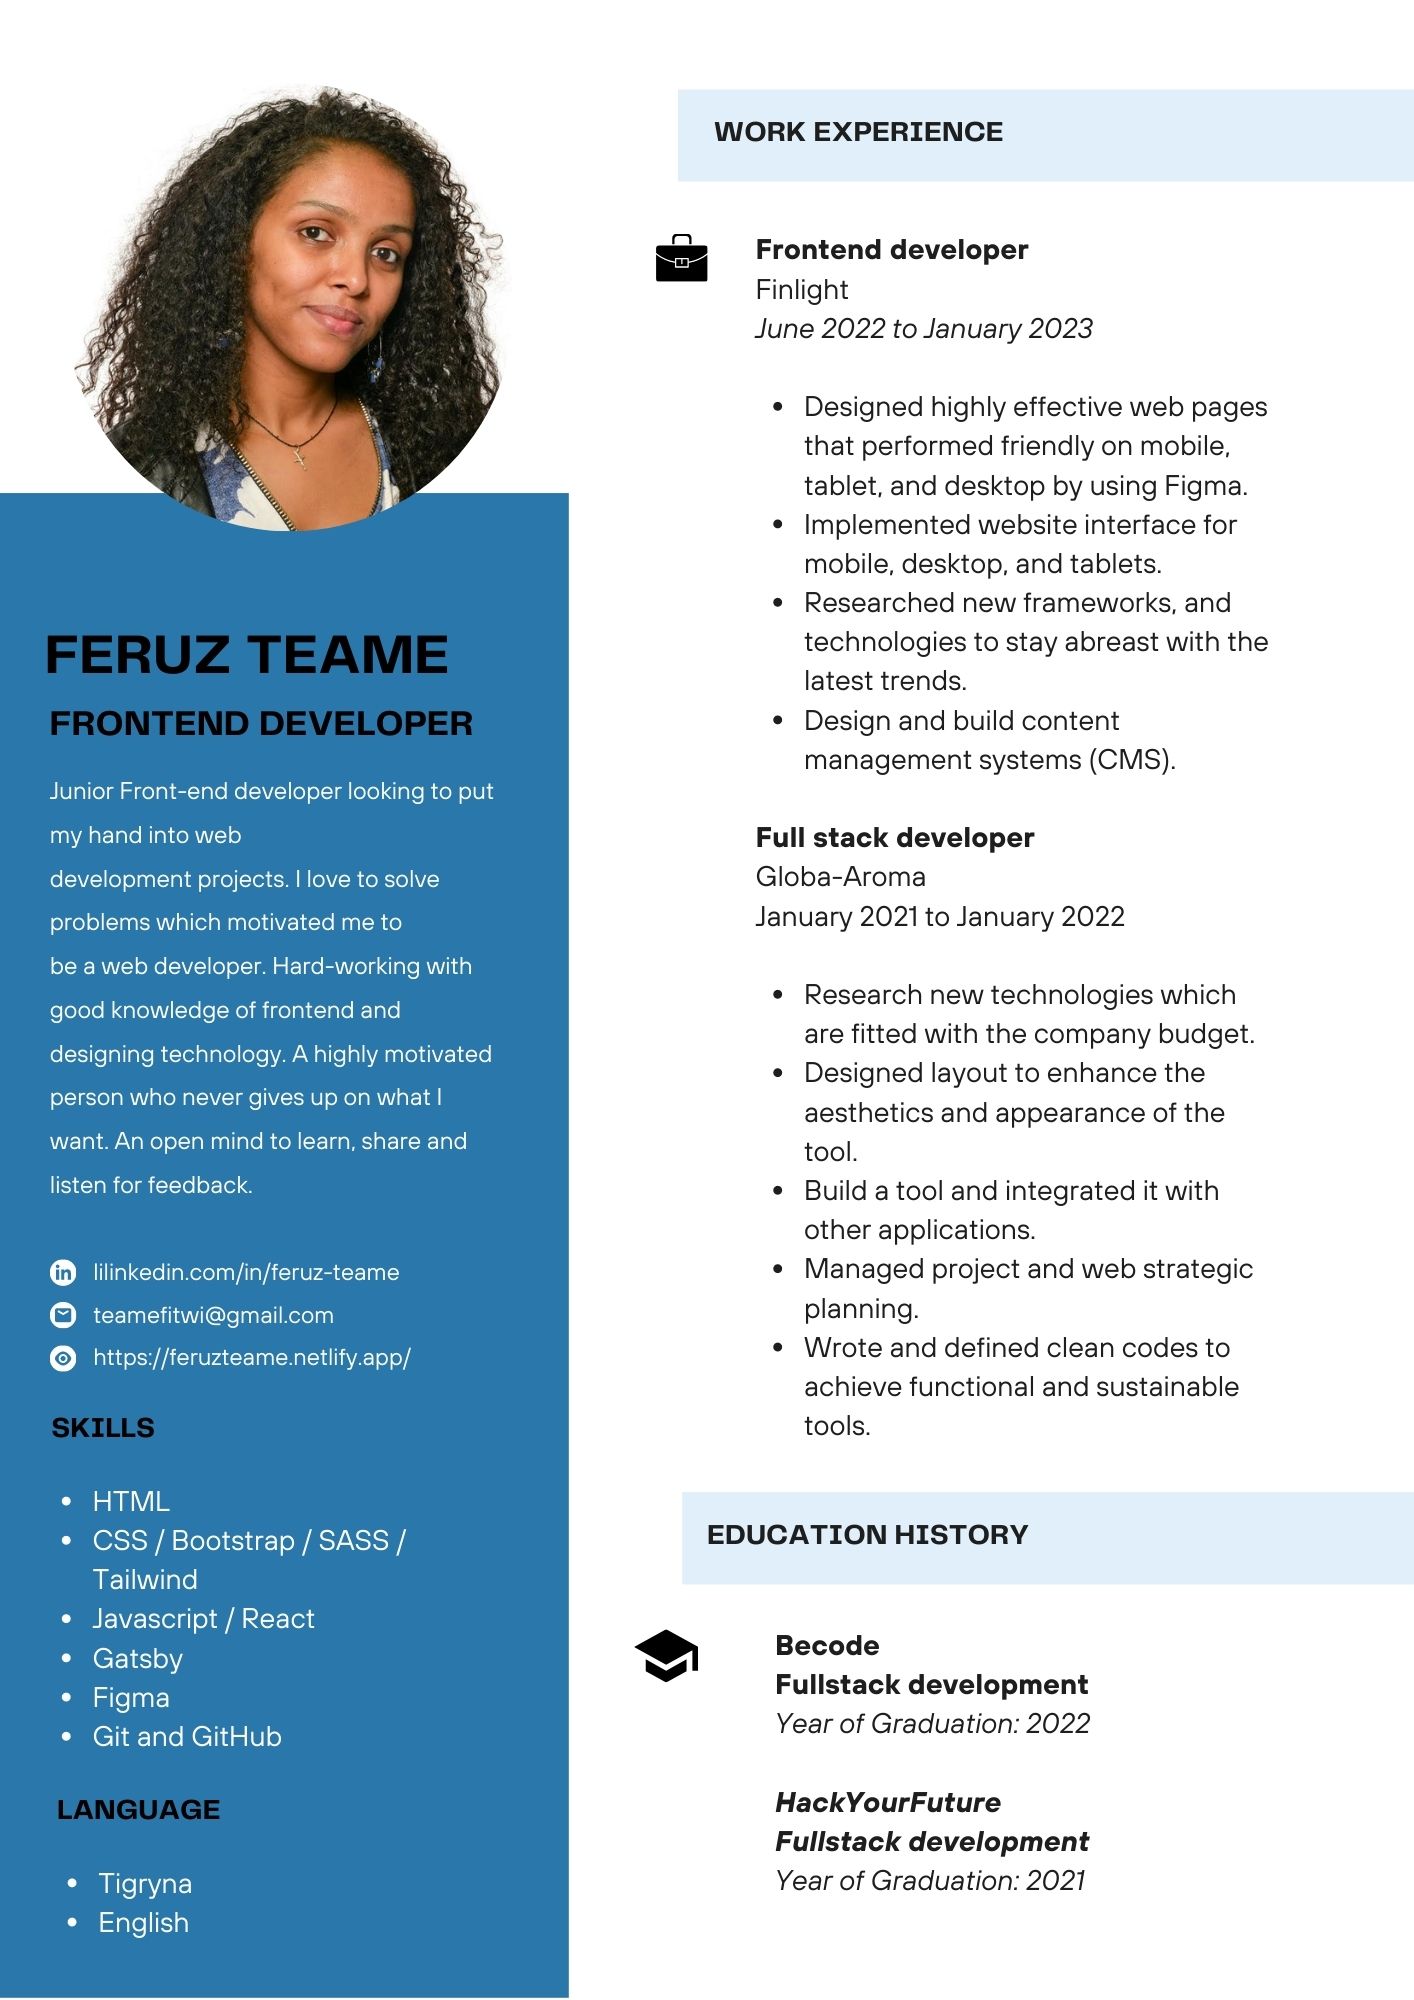 FERUZ TEAME
FRONTEND DEVELOPER
Junior Front-end developer looking to put
my hand into web
development projects. I love to solve
problems which motivated me to
be a web developer. Hard-working with
good knowledge of frontend and
designing technology. A highly motivated
person who never gives up on what I
want. An open mind to learn, share and
listen for feedback.
in
lilinkedin.com/in/feruz-teame
teamefitwi@gmail.com
https://feruzteame.netlify.app/
SKILLS
• HTML
• CSS / Bootstrap / SASS /
Tailwind
• Javascript / React
• Gatsby
• Figma
• Git and GitHub
LANGUAGE
• Tigryna
• English
WORK EXPERIENCE
Frontend developer
Finlight
June 2022 to January 2023
• Designed highly effective web pages
that performed friendly on mobile,
tablet, and desktop by using Figma.
• Implemented website interface for
mobile, desktop, and tablets.
• Researched new frameworks, and
technologies to stay abreast with the
latest trends.
• Design and build content
management systems (CMS).
Full stack developer
Globa-Aroma
January 2021 to January 2022
• Research new technologies which
are fitted with the company budget.
• Designed layout to enhance the
aesthetics and appearance of the
tool.
• Build a tool and integrated it with
other applications.
• Managed project and web strategic
planning.
• Wrote and defined clean codes to
achieve functional and sustainable
tools.
EDUCATION HISTORY
Becode
Fullstack development
Year of Graduation: 2022
HackYourFuture
Fullstack development
Year of Graduation: 2021